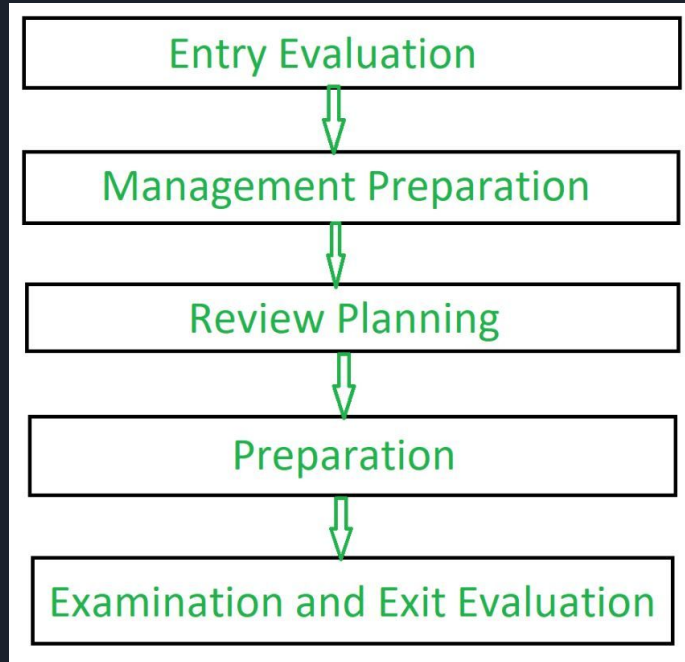 Entry Evaluation
Management Preparation
Review Planning
Preparation
Examination and Exit Evaluation